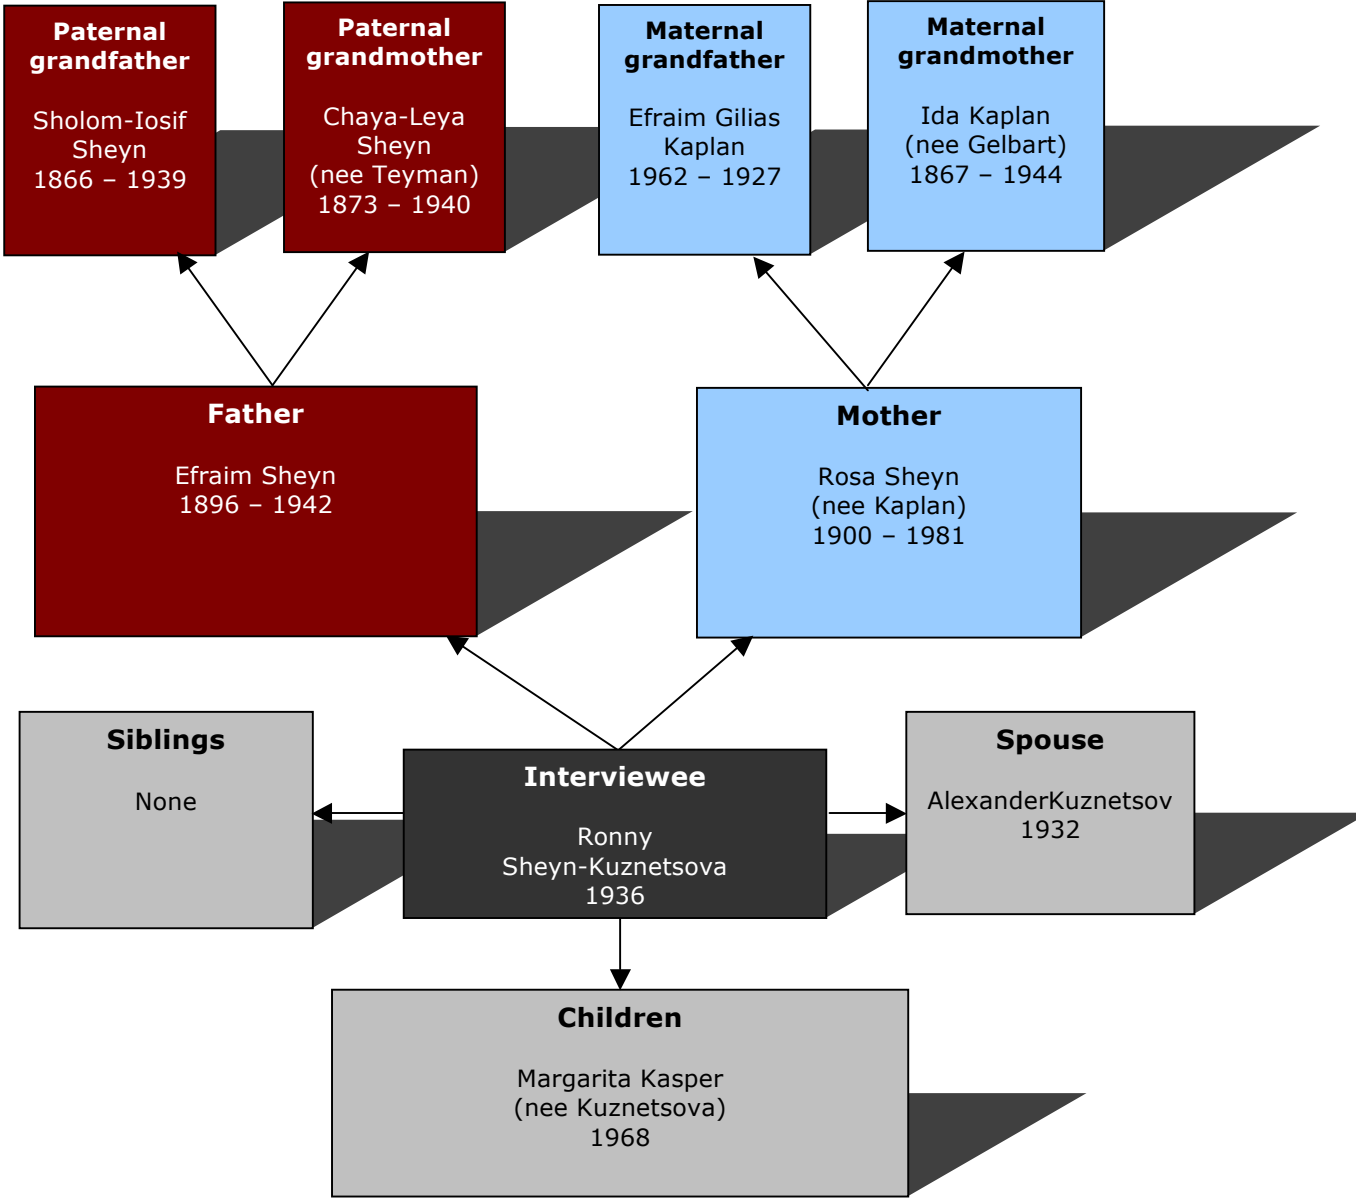 Paternal
grandfather
Sholom-Iosif
Sheyn
1866 – 1939
Paternal
grandmother
Chaya-Leya
Sheyn
(nee Teyman)
1873 – 1940
Maternal
grandfather
Efraim Gilias
Kaplan
1962 – 1927
Maternal
grandmother
Ida Kaplan
(nee Gelbart)
1867 – 1944
Father
Efraim Sheyn
1896 – 1942
Mother
Rosa Sheyn
(nee Kaplan)
1900 – 1981
Siblings
None
Interviewee
Ronny
Sheyn-Kuznetsova
1936
Spouse
AlexanderKuznetsov
1932
Children
Margarita Kasper
(nee Kuznetsova)
1968